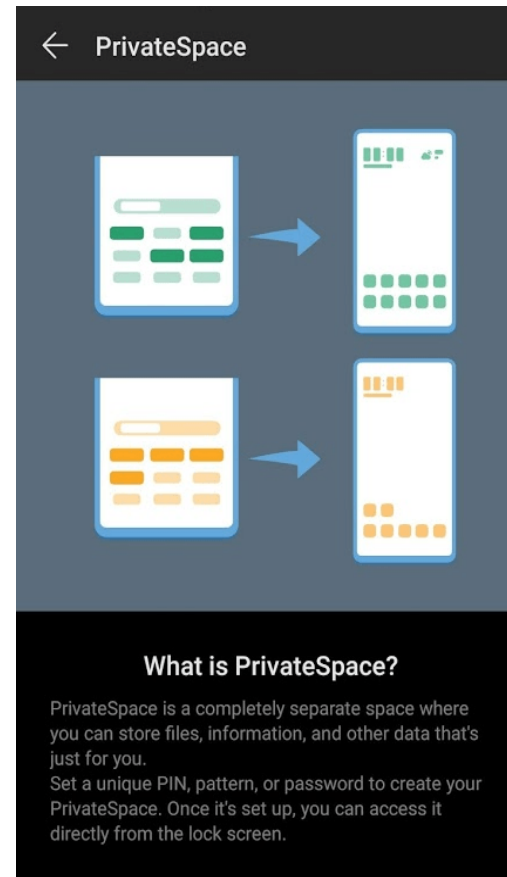 PrivateSpace
What is PrivateSpace?
PrivateSpace is a completely separate space where
you can store files, information, and other data that's
just for you.
Set a unique PIN, pattern, or password to create your
PrivateSpace. Once it's set up, you can access it
directly from the lock screen.